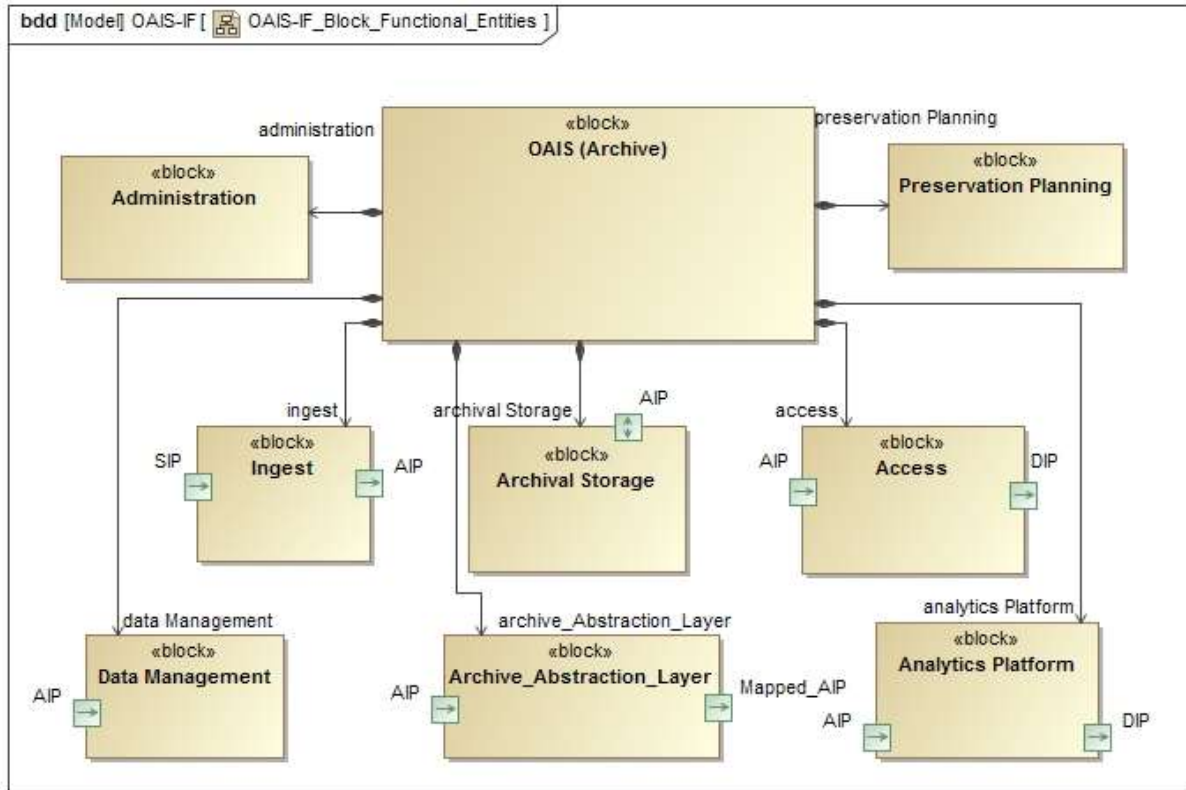 bdd [Model] OAIS-IF [ OAIS-IF_Block_Functional_Entities ]
administration
«block»
OAIS (Archive)
preservation Planning
«block»
Administration
«block»
Preservation Planning
ingest
archival Storage
AIP
access
SIP
«block»
Ingest
AIP
«block»
Archival Storage
AIP
«block»
Access
DIP
data Management
archive_Abstraction_Layer
analytics Platform
«block»
Data Management
AIP
«block»
Archive_Abstraction_Layer
AIP
Mapped_AIP
«block»
Analytics Platform
AIP
DIP